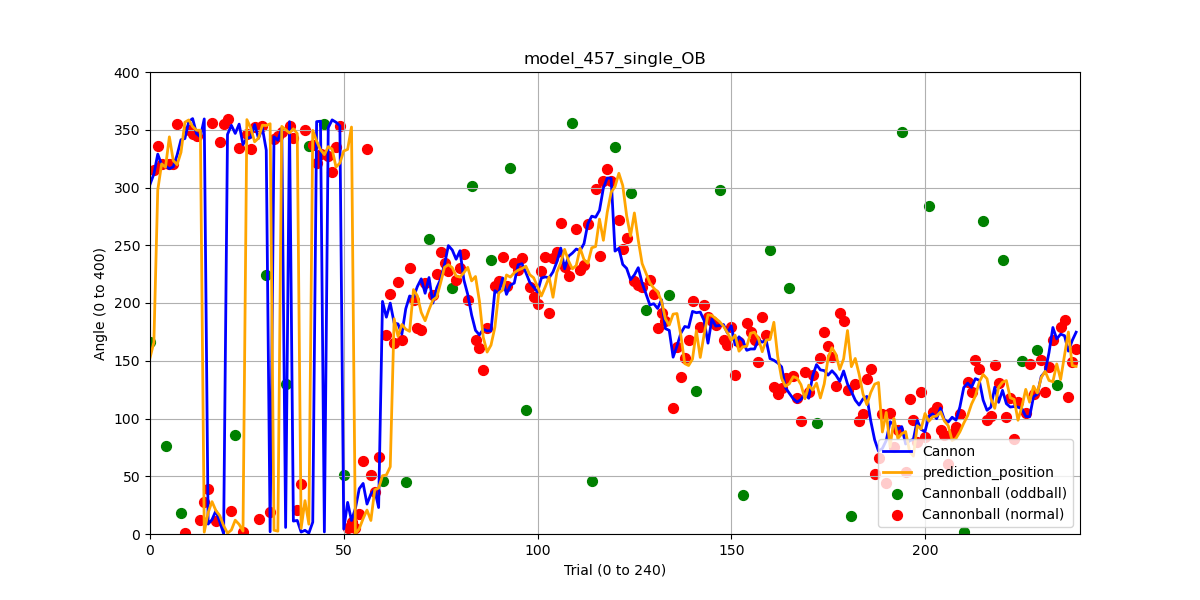 model_457_single_OB
400
350
300
250
200
150
100
50
0
Angle (0 to 400)
0 50 100 150 200
Trial (0 to 240)
Cannon
prediction_position
Cannonball (oddball)
Cannonball (normal)